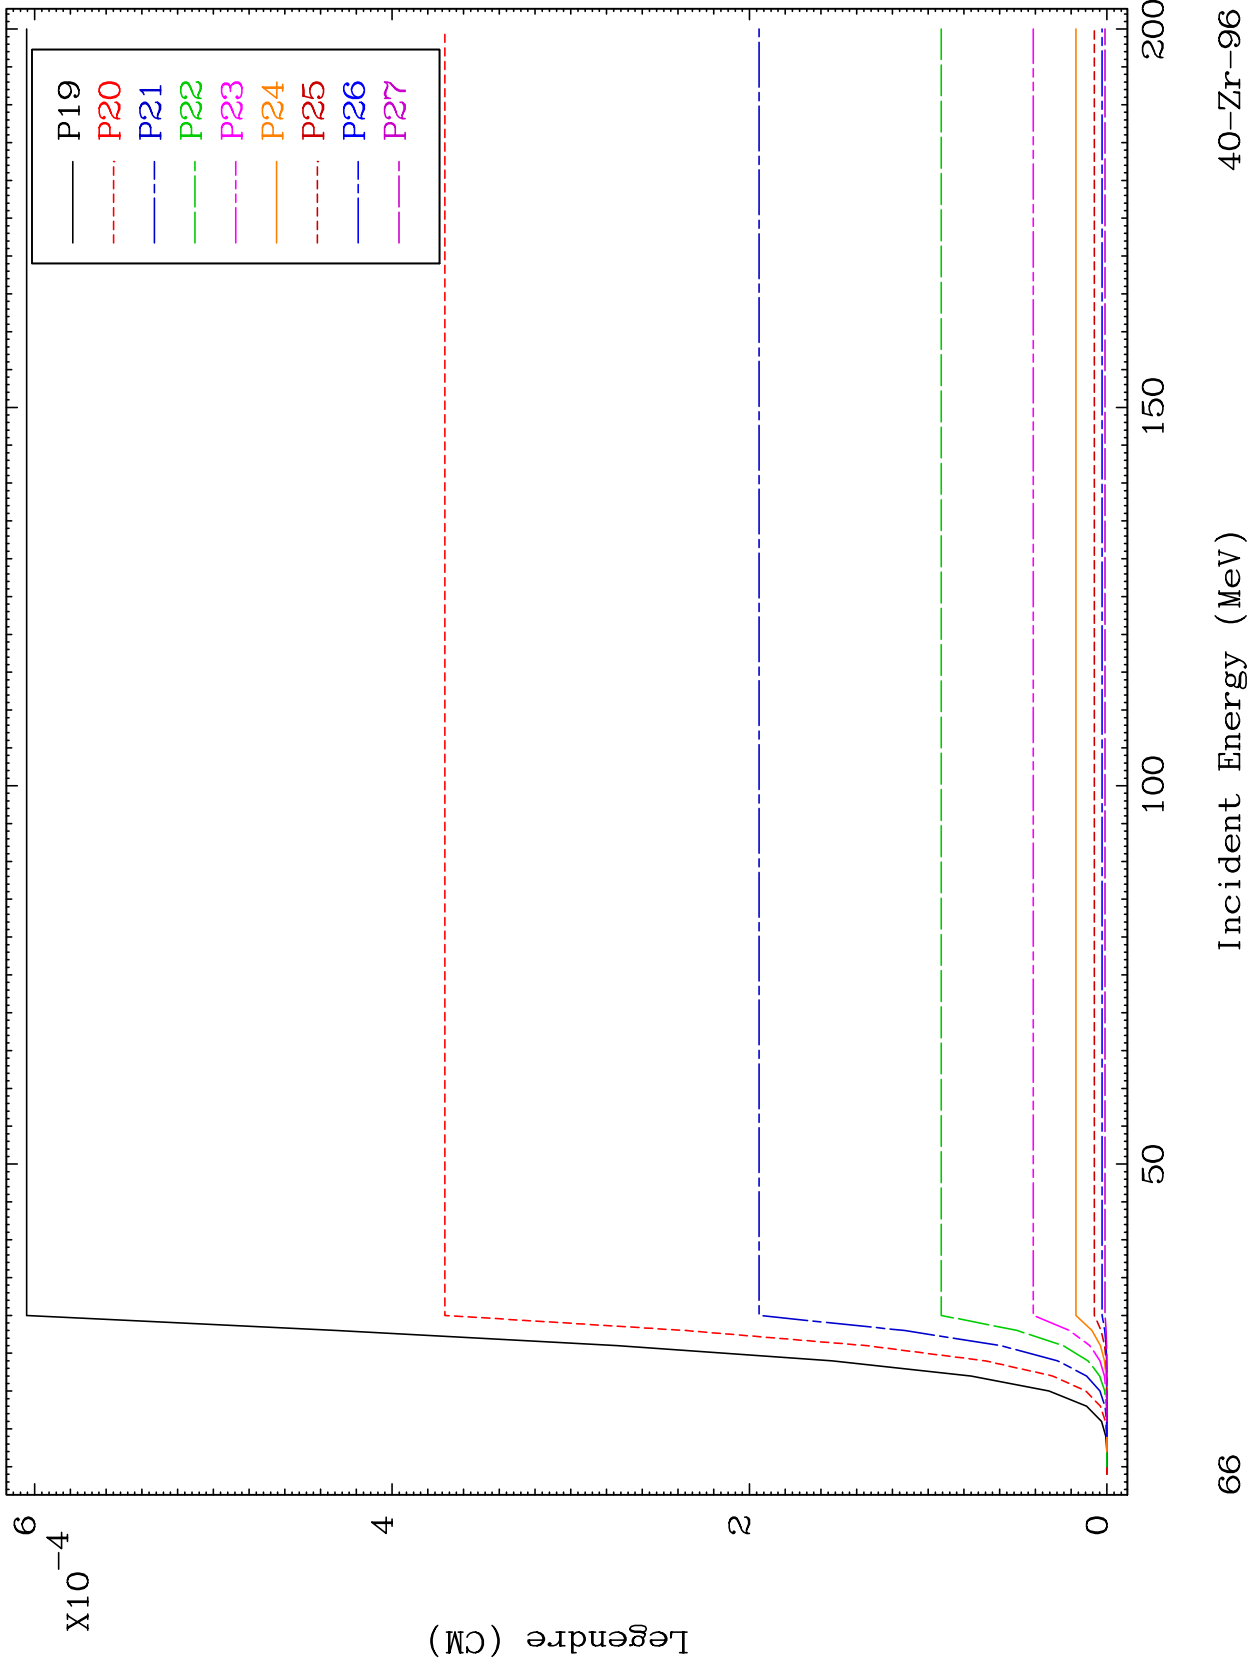 X10-4
6
4
2
0
Legendre (CM)
P19
P20
P21
P22
P23
P24
P25
P26
P27
50
100
150
200
66
Incident Energy (MeV)
40-Zr-96